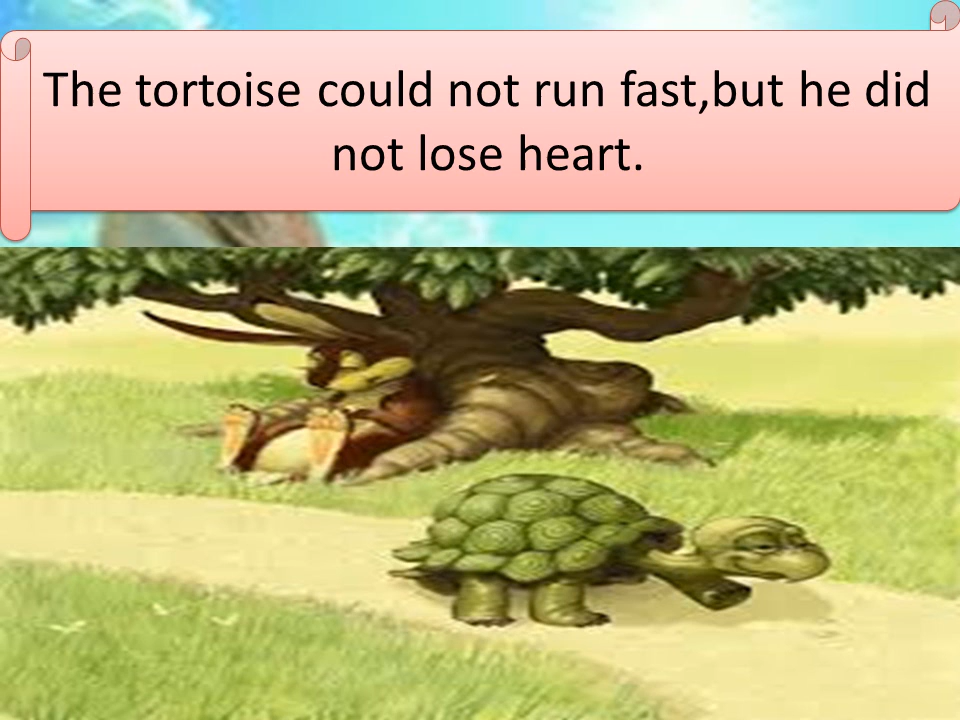 The tortoise could not run fast,but he did
not lose heart.